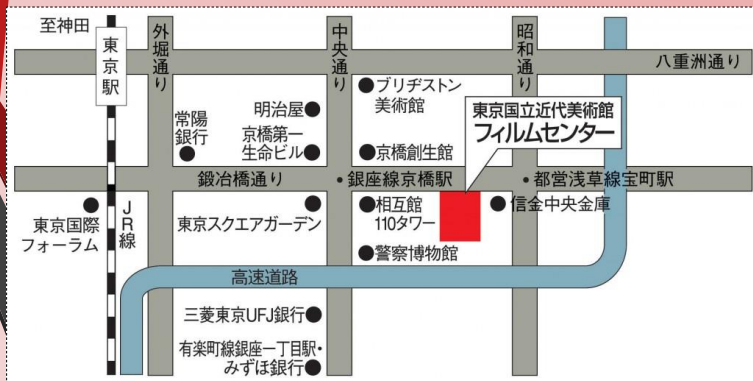 至神田
東京駅
外堀通り
中央通り
昭和通り
八重洲通り
ブリヂストン
美術館
明治屋
常陽
銀行
京橋第一
生命ビル
京橋創生館
東京国立近代美術館
フィルムセンター
鍛冶橋通り
銀座線京橋駅
都営浅草線宝町駅
東京国際
フォーラム
JR線
東京スクエアガーデン
相互館
110タワー
信金中央金庫
警察博物館
高速道路
三菱東京UFJ銀行
有楽町線銀座一丁目駅・
みずほ銀行